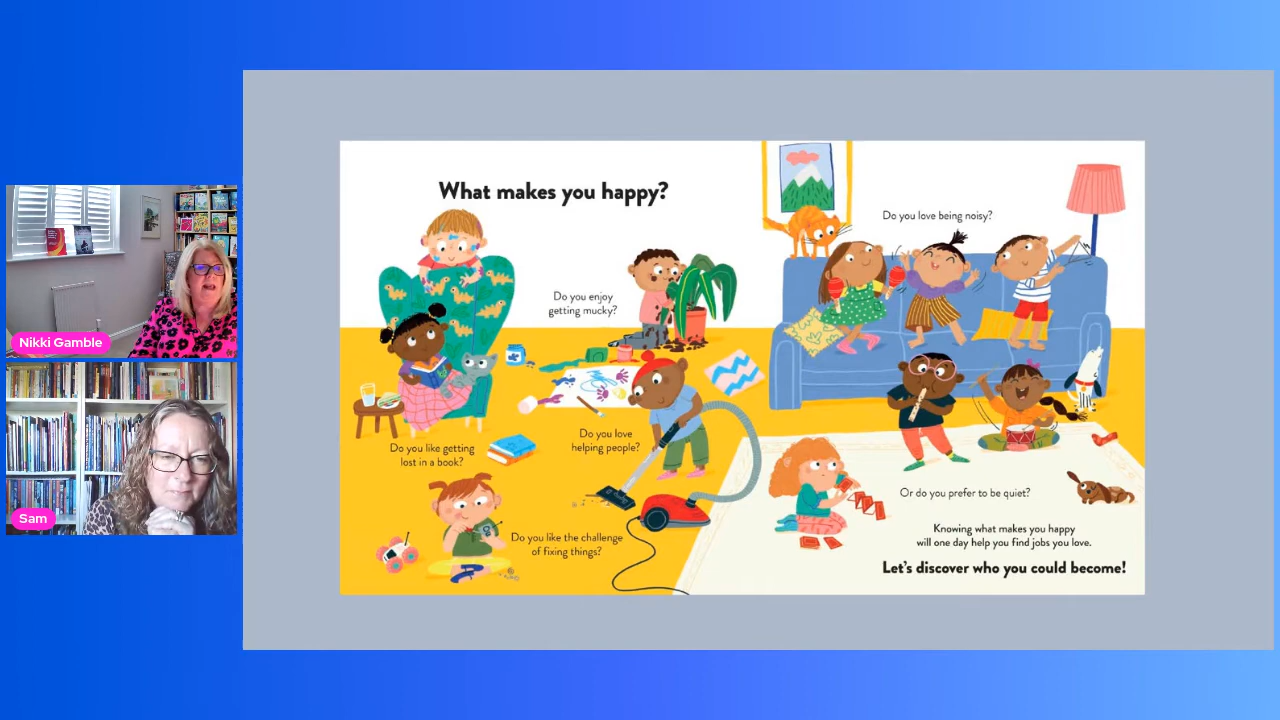 Nikki Gamble
Sam
What makes you happy?
Do you enjoy
getting mucky?
Do you love being noisy?
Do you like getting
lost in a book?
Do you love
helping people?
Do you like the challenge
of fixing things?
Or do you prefer to be quiet?
Knowing what makes you happy
will one day help you find jobs you love.
Let's discover who you could become!